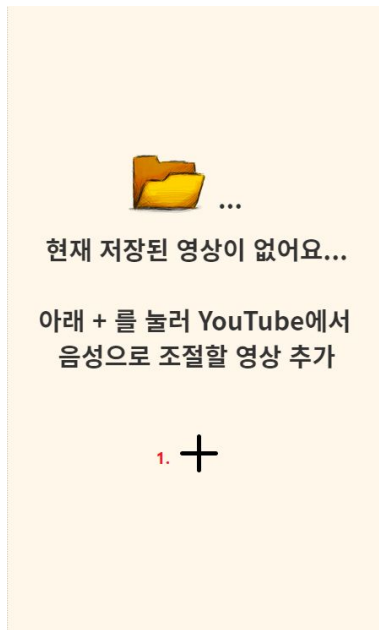 ...
현재 저장된 영상이 없어요...
아래 + 를 눌러 YouTube에서
음성으로 조절할 영상 추가
1. +